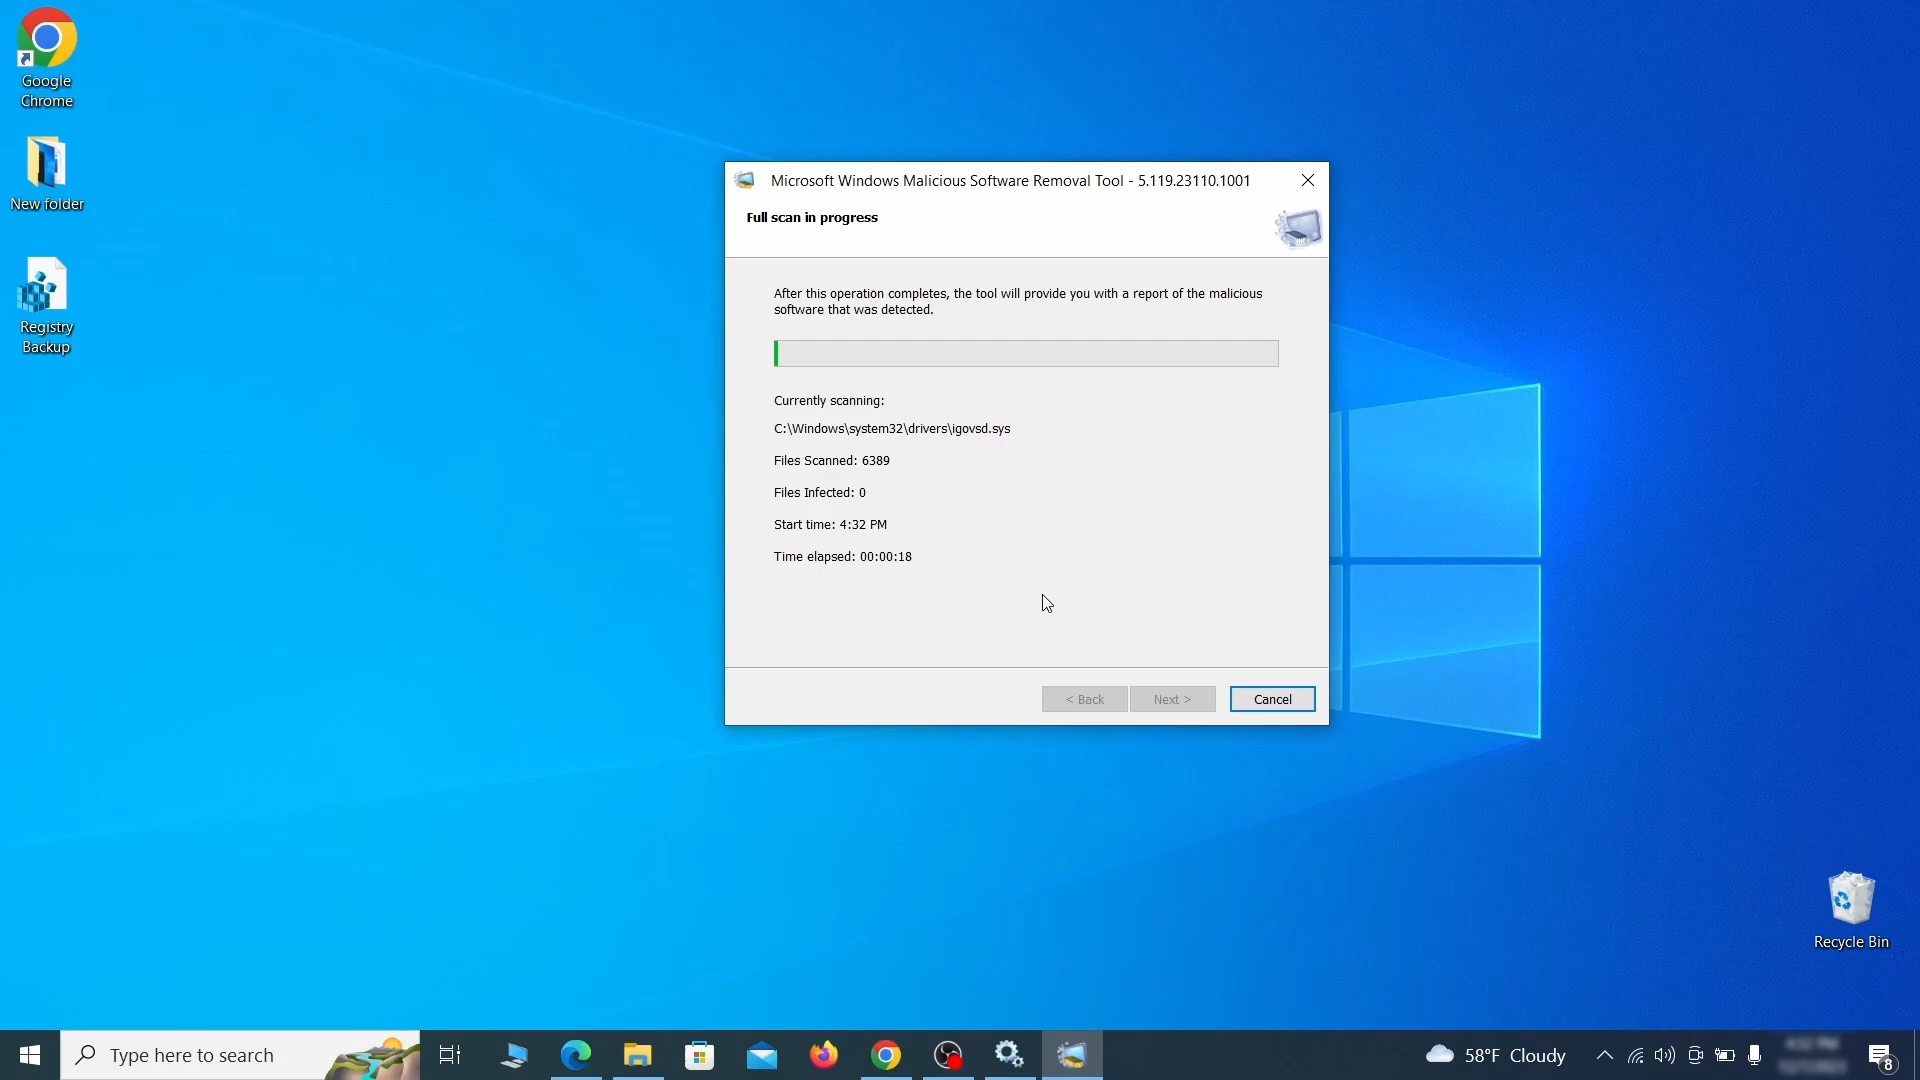 Google
Chrome
New folder
Registry
Backup
Microsoft Windows Malicious Software Removal Tool - 5.119.23110.1001
Full scan in progress
After this operation completes, the tool will provide you with a report of the malicious
software that was detected.
Currently scanning:
C:\Windows\system32\drivers\igovsd.sys
Files Scanned: 6389
Files Infected: 0
Start time: 4:32 PM
Time elapsed: 00:00:18
< Back
Next >
Cancel
Recycle Bin
Type here to search
58°F Cloudy
8